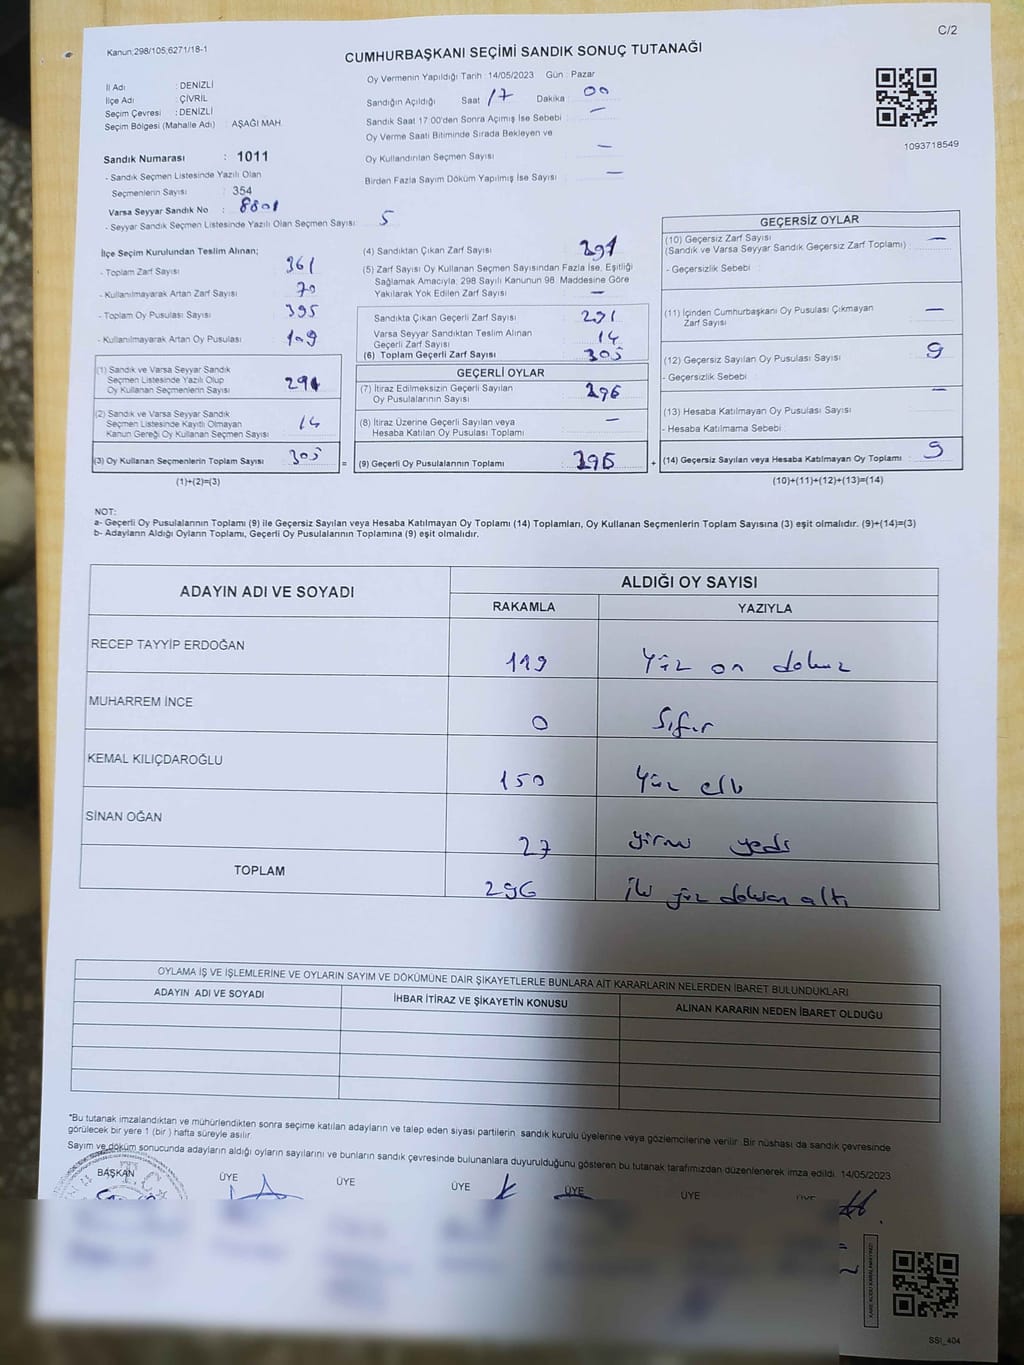 Kanun;298/105;6271/18-1
C/2
CUMHURBAŞKANI SEÇİMİ SANDIK SONUÇ TUTANAĞI
İl Adı : DENİZLİ
İlçe Adı : ÇİVRİL
Seçim Çevresi : DENİZLİ
Seçim Bölgesi (Mahalle Adı) : AŞAĞI MAH.
Sandık Numarası : 1011
- Sandık Seçmen Listesinde Yazılı Olan
Seçmenlerin Sayısı : 354
Varsa Seyyar Sandık No : 8801
- Seyyar Sandık Seçmen Listesinde Yazılı Olan Seçmen Sayısı: 5
Oy Vermenin Yapıldığı Tarih :14/05/2023 Gün : Pazar
Sandığın Açıldığı Saat 17 Dakika : 00
Sandık Saat 17:00'den Sonra Açımış İse Sebebi : —
Oy Verme Saati Bitiminde Sırada Bekleyen ve
Oy Kullandırılan Seçmen Sayısı : —
Birden Fazla Sayım Döküm Yapılmış İse Sayısı : —
1093718549
İlçe Seçim Kurulundan Teslim Alınan;
- Toplam Zarf Sayısı : 361
- Kullanılmayarak Artan Zarf Sayısı : 70
- Toplam Oy Pusulası Sayısı : 395
- Kullanılmayarak Artan Oy Pusulası : 109
(1) Sandık ve Varsa Seyyar Sandık
Seçmen Listesinde Yazılı Olup
Oy Kullanan Seçmenlerin Sayısı : 291
(2) Sandık ve Varsa Seyyar Sandık
Seçmen Listesinde Kayıtlı Olmayan
Kanun Gereği Oy Kullanan Seçmen Sayısı : 14
(3) Oy Kullanan Seçmenlerin Toplam Sayısı : 305
(1)+(2)=(3)
(4) Sandıktan Çıkan Zarf Sayısı : 291
(5) Zarf Sayısı Oy Kullanan Seçmen Sayısından Fazla İse, Eşitliği
Sağlamak Amacıyla; 298 Sayılı Kanunun 98. Maddesine Göre
Yakılarak Yok Edilen Zarf Sayısı : —
Sandıkta Çıkan Geçerli Zarf Sayısı : 291
Varsa Seyyar Sandıktan Teslim Alınan
Geçerli Zarf Sayısı : 14
(6) Toplam Geçerli Zarf Sayısı : 305
GEÇERLİ OYLAR
(7) İtiraz Edilmeksizin Geçerli Sayılan
Oy Pusulalarının Sayısı : 296
(8) İtiraz Üzerine Geçerli Sayılan veya
Hesaba Katılan Oy Pusulası Toplamı : —
= (9) Geçerli Oy Pusulalarının Toplamı : 296 +
GEÇERSİZ OYLAR
(10) Geçersiz Zarf Sayısı
(Sandık ve Varsa Seyyar Sandık Geçersiz Zarf Toplamı) : —
- Geçersizlik Sebebi :
(11) İçinden Cumhurbaşkanı Oy Pusulası Çıkmayan
Zarf Sayısı : —
(12) Geçersiz Sayılan Oy Pusulası Sayısı : 9
- Geçersizlik Sebebi :
(13) Hesaba Katılmayan Oy Pusulası Sayısı : —
- Hesaba Katılmama Sebebi :
(14) Geçersiz Sayılan veya Hesaba Katılmayan Oy Toplamı : 9
(10)+(11)+(12)+(13)=(14)
NOT:
a- Geçerli Oy Pusulalarının Toplamı (9) ile Geçersiz Sayılan veya Hesaba Katılmayan Oy Toplamı (14) Toplamları, Oy Kullanan Seçmenlerin Toplam Sayısına (3) eşit olmalıdır. (9)+(14)=(3)
b- Adayların Aldığı Oyların Toplamı, Geçerli Oy Pusulalarının Toplamına (9) eşit olmalıdır.
ADAYIN ADI VE SOYADI ALDIĞI OY SAYISI
RAKAMLA YAZIYLA
RECEP TAYYİP ERDOĞAN 119 Yüz on dokuz
MUHARREM İNCE 0 Sıfır
KEMAL KILIÇDAROĞLU 150 Yüz elli
SİNAN OĞAN 27 yirmi yedi
TOPLAM 296 iki yüz doksan altı
OYLAMA İŞ VE İŞLEMLERİNE VE OYLARIN SAYIM VE DÖKÜMÜNE DAİR ŞİKAYETLERLE BUNLARA AİT KARARLARIN NELERDEN İBARET BULUNDUKLARI
ADAYIN ADI VE SOYADI İHBAR İTİRAZ VE ŞİKAYETİN KONUSU ALINAN KARARIN NEDEN İBARET OLDUĞU
*Bu tutanak imzalandıktan ve mühürlendikten sonra seçime katılan adayların ve talep eden siyasi partilerin sandık kurulu üyelerine veya gözlemcilerine verilir. Bir nüshası da sandık çevresinde
görülecek bir yere 1 (bir ) hafta süreyle asılır.
Sayım ve döküm sonucunda adayların aldığı oyların sayılarını ve bunların sandık çevresinde bulunanlara duyurulduğunu gösteren bu tutanak tarafımızdan düzenlenerek imza edildi. 14/05/2023
BAŞKAN ÜYE ÜYE ÜYE ÜYE ÜYE ÜYE
SSI_404